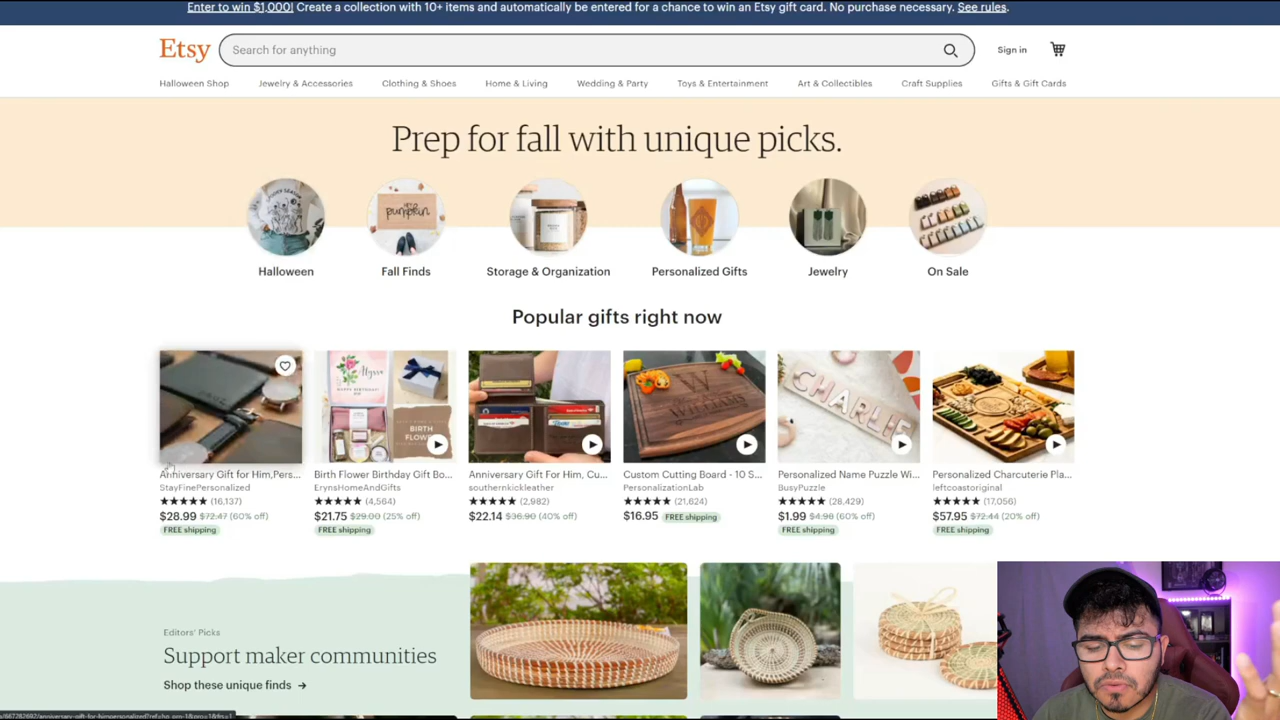 Enter to win $1,000! Create a collection with 10+ items and automatically be entered for a chance to win an Etsy gift card. No purchase necessary. See rules.
Etsy
Search for anything
Sign in
Halloween Shop
Jewelry & Accessories
Clothing & Shoes
Home & Living
Wedding & Party
Toys & Entertainment
Art & Collectibles
Craft Supplies
Gifts & Gift Cards
Prep for fall with unique picks.
HEY
pumpkin
Halloween
Fall Finds
Storage & Organization
Personalized Gifts
Jewelry
On Sale
Popular gifts right now
Alyssa
BIRTH
W
WILLIAMS
CHARLIE
Anniversary Gift for Him,Pers...
StayFinePersonalized
(16,137)
$28.99 $72.47 (60% off)
FREE shipping
Birth Flower Birthday Gift Bo...
ErynsHomeAndGifts
(4,564)
$21.75 $29.00 (25% off)
FREE shipping
Anniversary Gift For Him, Cu...
southernkickleather
(2,982)
$22.14 $36.90 (40% off)
Custom Cutting Board - 10 S...
PersonalizationLab
(21,624)
$16.95 FREE shipping
Personalized Name Puzzle Wi...
BusyPuzzle
(28,429)
$1.99 $4.98 (60% off)
FREE shipping
Personalized Charcuterie Pla...
leftcoastoriginal
(17,056)
$57.95 $72.44 (20% off)
FREE shipping
Editors' Picks
Support maker communities
Shop these unique finds →